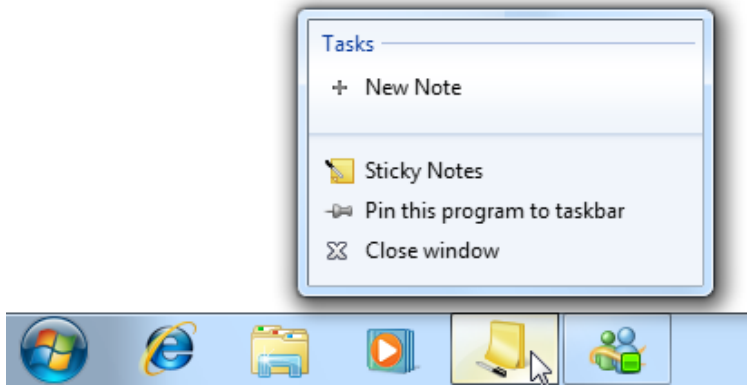 Tasks
New Note
Sticky Notes
Pin this program to taskbar
Close window